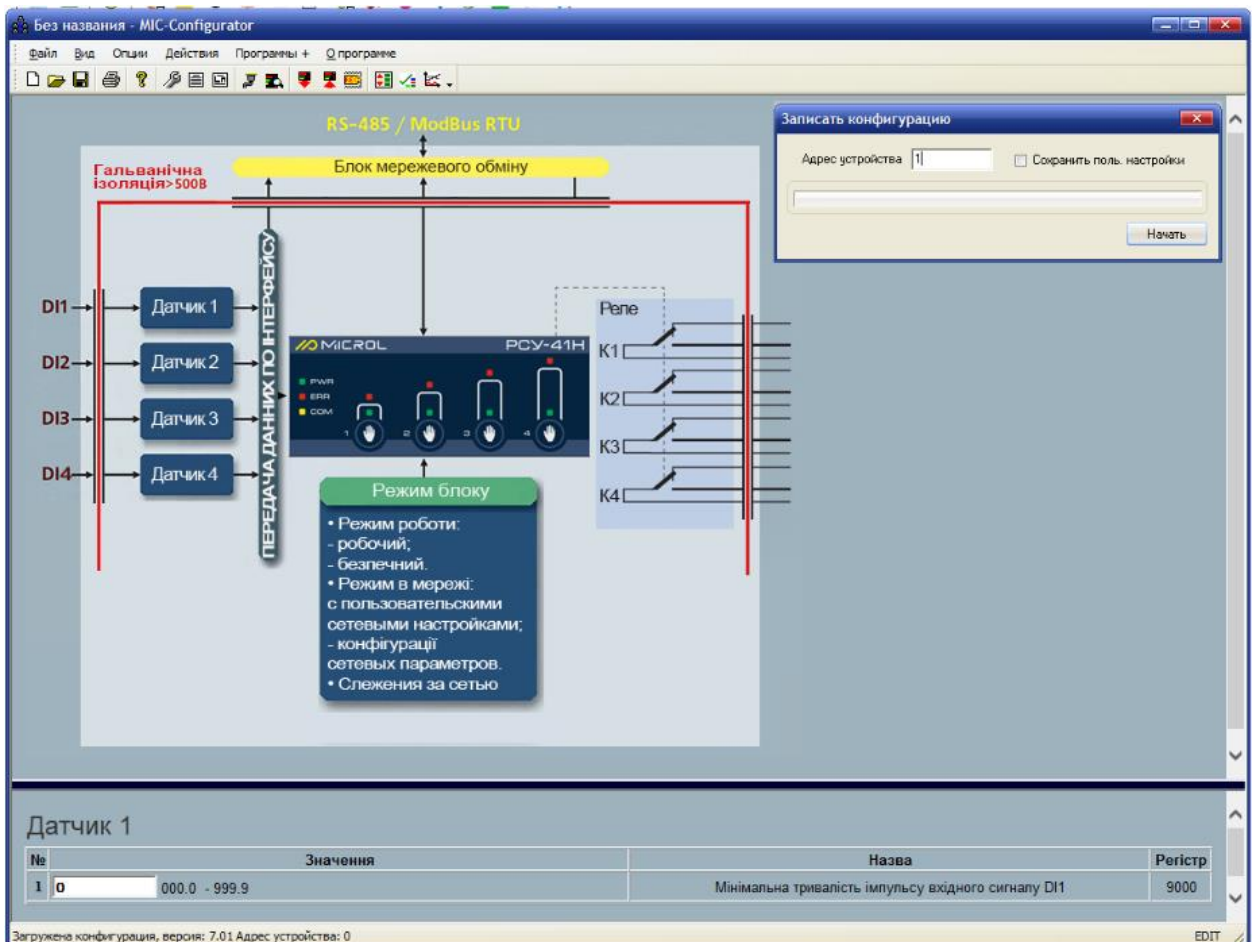 Без названия - MIC-Configurator
Файл Вид Опции Действия Программы + О программе
RS-485 / ModBus RTU
Блок мережевого обміну
Гальванічна
ізоляція>500В
Записать конфигурацию
Адрес устройства 1 Сохранить поль. настройки
Начать
ПЕРЕДАЧА ДАННИХ ПО ІНТЕРФЕЙСУ
DI1 Датчик 1
DI2 Датчик 2
DI3 Датчик 3
DI4 Датчик 4
MICROL РСУ-41Н
PWR
ERR
COM
1 2 3 4
Реле
К1
К2
К3
К4
Режим блоку
• Режим роботи:
- робочий;
- безпечний.
• Режим в мережі:
с пользовательскими
сетевыми настройками;
- конфігурації
сетевых параметров.
• Слежения за сетью
Датчик 1
№ Значення Назва Регістр
1 0 000.0 - 999.9 Мінімальна тривалість імпульсу вхідного сигналу DI1 9000
Загружена конфигурация, версия: 7.01 Адрес устройства: 0 EDIT